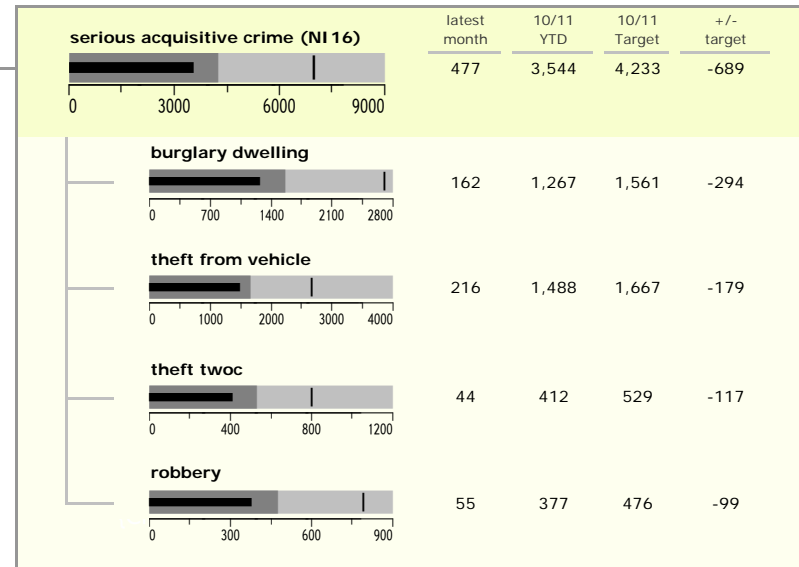 latest 10/11 10/11 +/-
serious acquisitive crime (NI 16) month YTD Target target
477 3,544 4,233 -689
0 3000 6000 9000
burglary dwelling
162 1,267 1,561 -294
0 700 1400 2100 2800
theft from vehicle
216 1,488 1,667 -179
0 1000 2000 3000 4000
theft twoc
44 412 529 -117
0 400 800 1200
robbery
55 377 476 -99
0 300 600 900